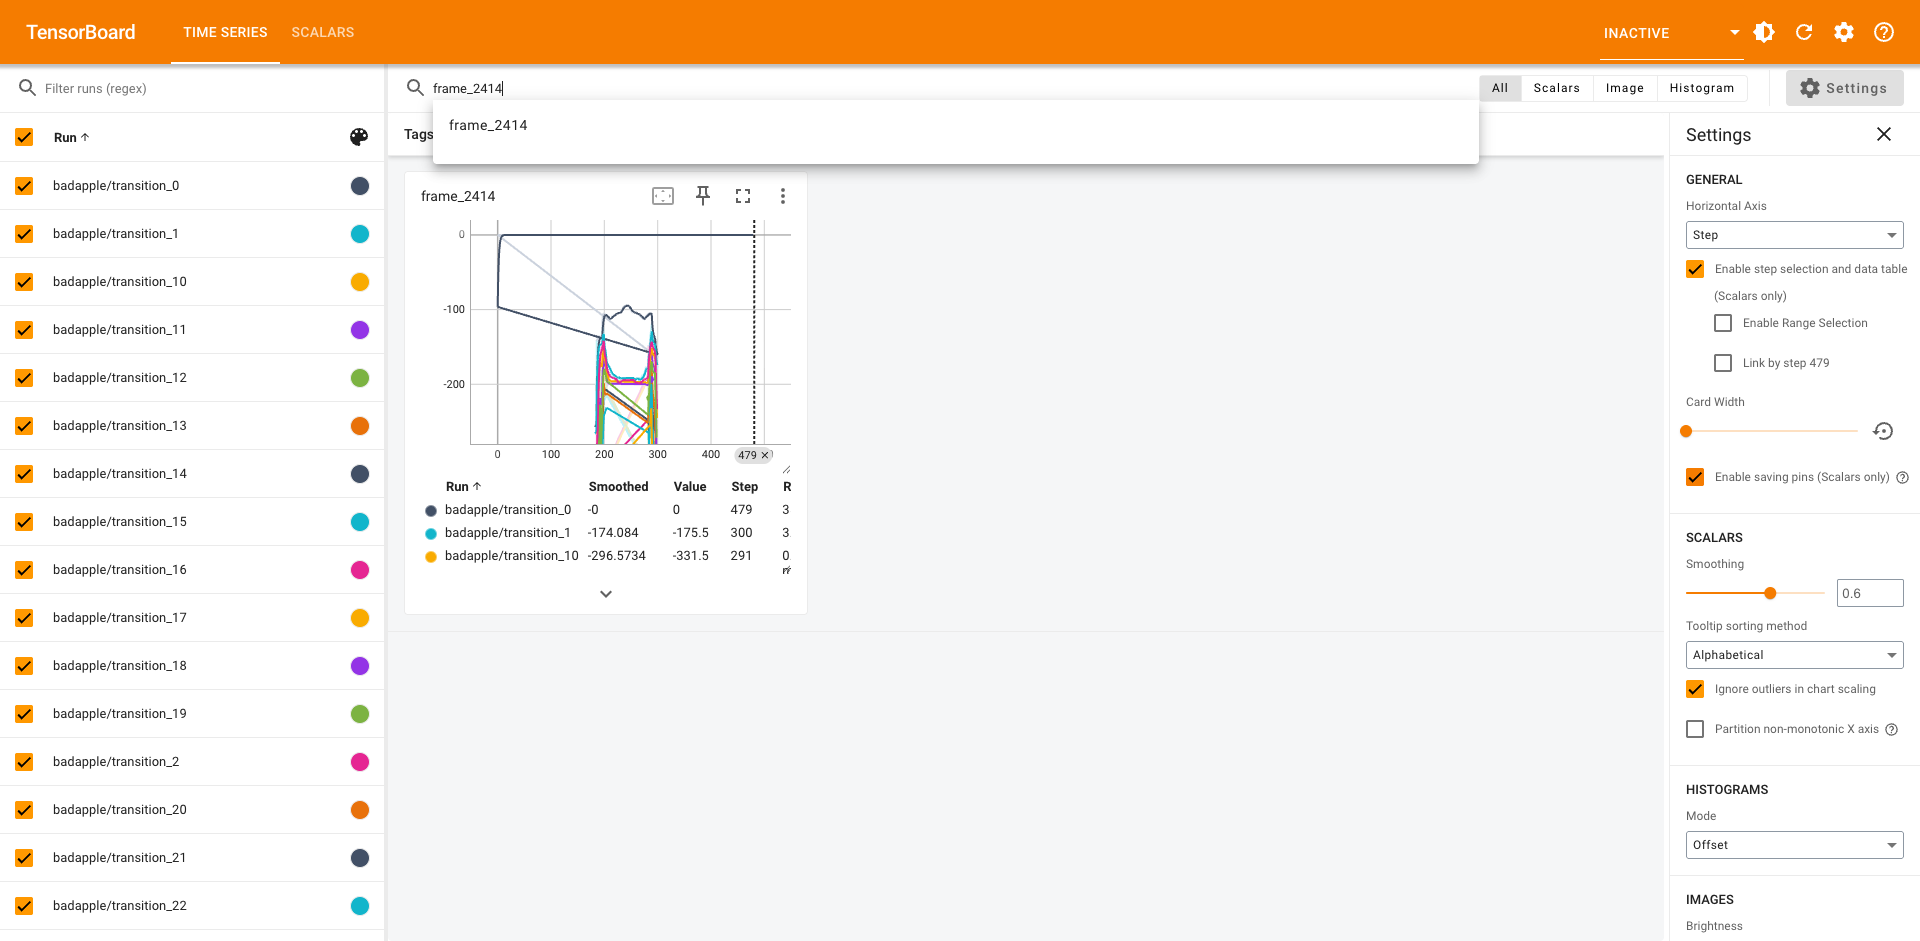 TensorBoard TIME SERIES SCALARS INACTIVE
Filter runs (regex)
Run
badapple/transition_0
badapple/transition_1
badapple/transition_10
badapple/transition_11
badapple/transition_12
badapple/transition_13
badapple/transition_14
badapple/transition_15
badapple/transition_16
badapple/transition_17
badapple/transition_18
badapple/transition_19
badapple/transition_2
badapple/transition_20
badapple/transition_21
badapple/transition_22
frame_2414
All Scalars Image Histogram Settings
frame_2414
Tags
frame_2414
0
-100
-200
0 100 200 300 400 479
Run Smoothed Value Step R
badapple/transition_0 -0 0 479 3
badapple/transition_1 -174.084 -175.5 300 3
badapple/transition_10 -296.5734 -331.5 291 0
Settings
GENERAL
Horizontal Axis
Step
Enable step selection and data table
(Scalars only)
Enable Range Selection
Link by step 479
Card Width
Enable saving pins (Scalars only)
SCALARS
Smoothing
0.6
Tooltip sorting method
Alphabetical
Ignore outliers in chart scaling
Partition non-monotonic X axis
HISTOGRAMS
Mode
Offset
IMAGES
Brightness